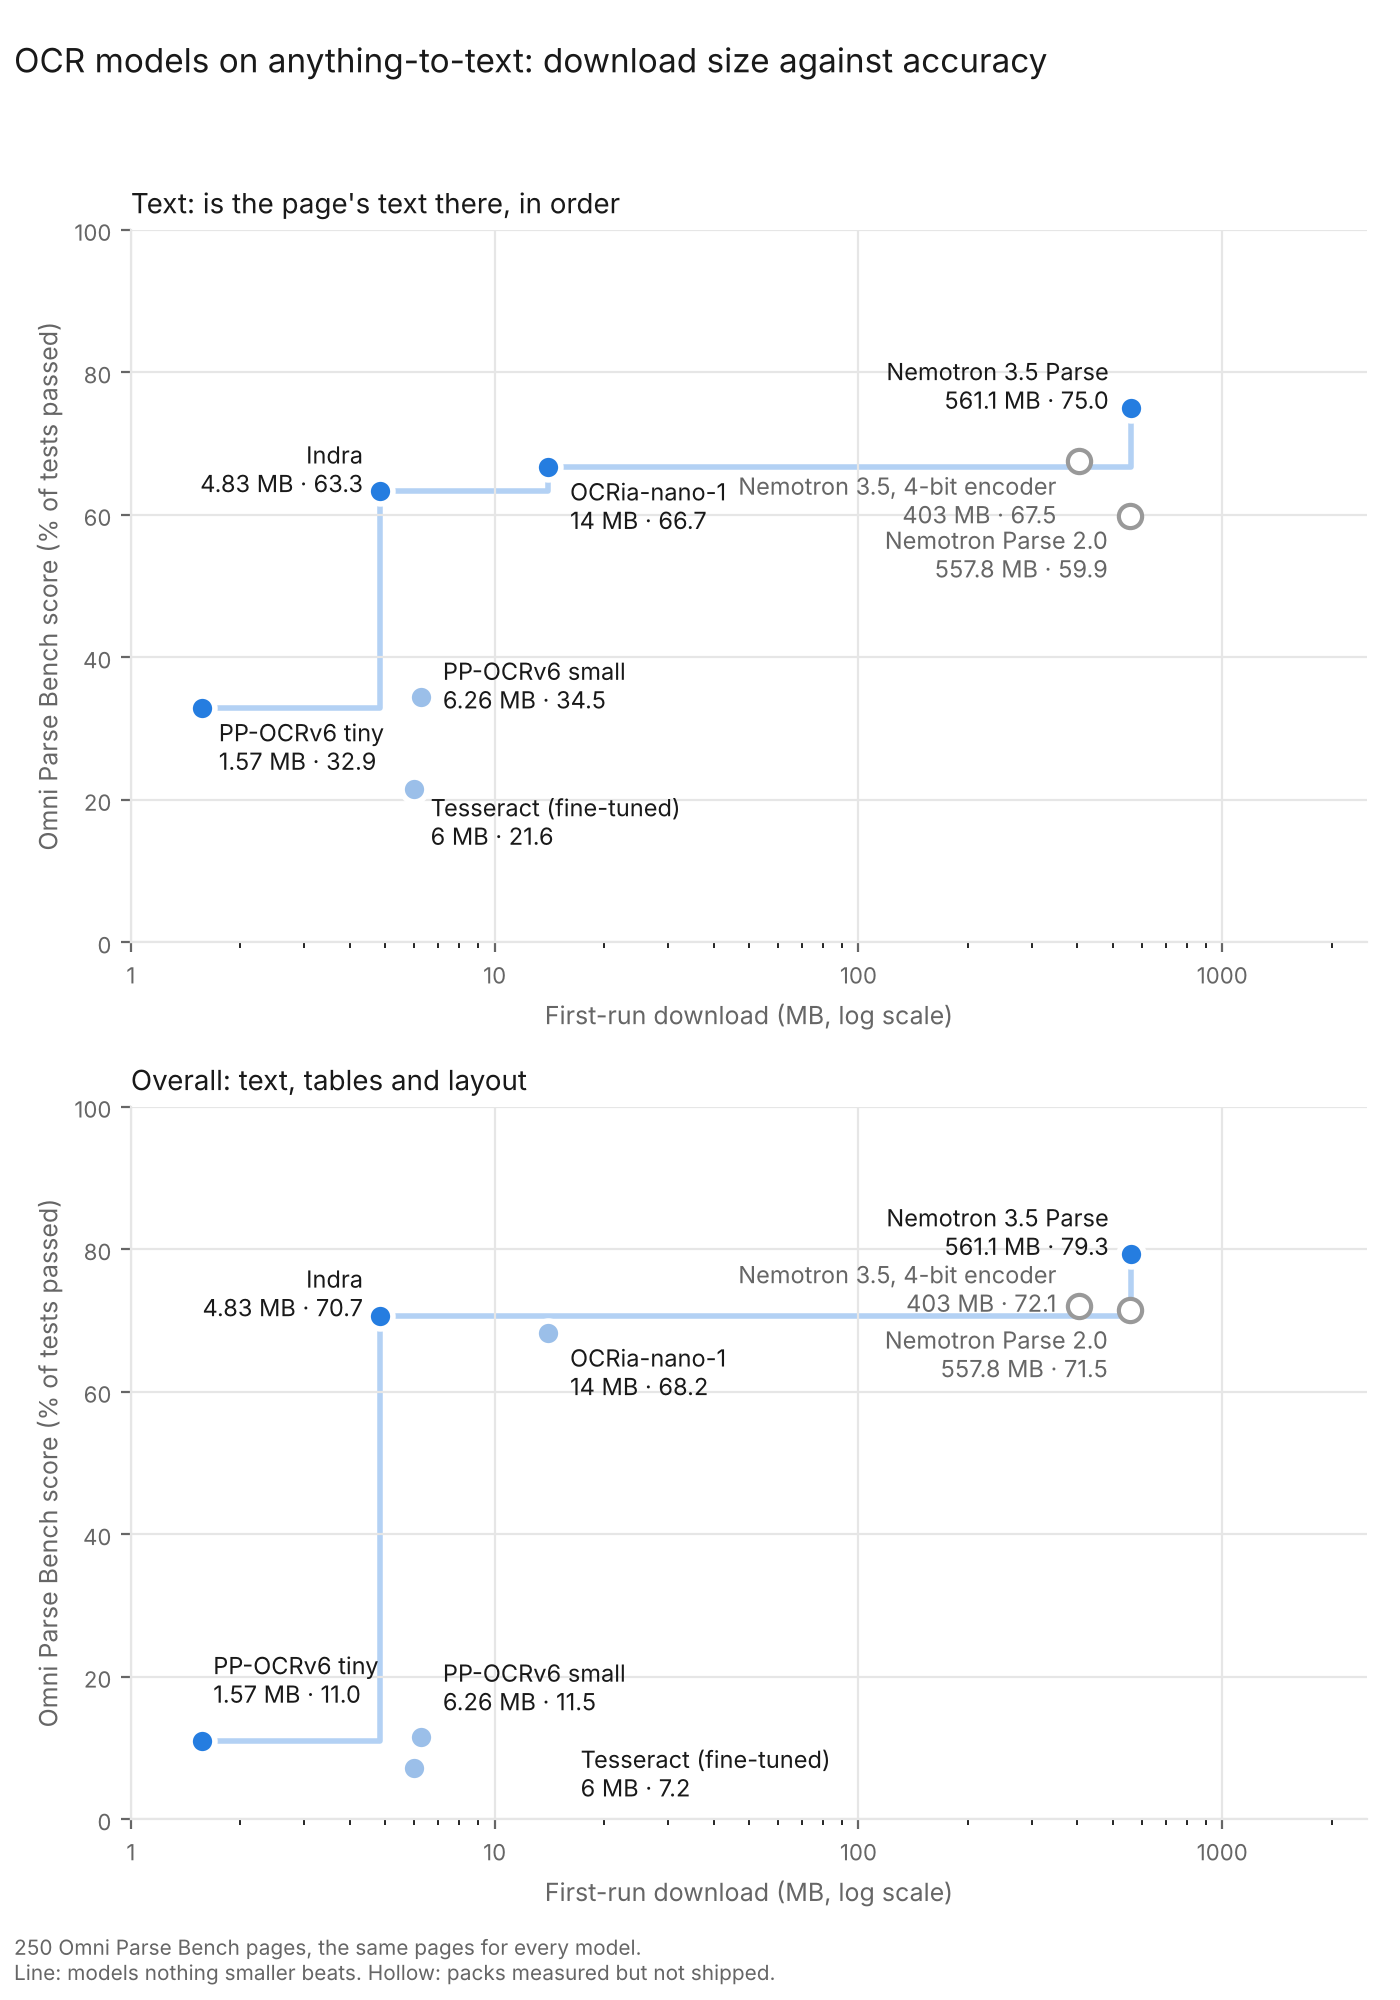 OCR models on anything-to-text: download size against accuracy
Text: is the page's text there, in order
Omni Parse Bench score (% of tests passed)
100
80
60
40
20
0
Nemotron 3.5 Parse
561.1 MB · 75.0
Indra
4.83 MB · 63.3
OCRia-nano-1
14 MB · 66.7
Nemotron 3.5, 4-bit encoder
403 MB · 67.5
Nemotron Parse 2.0
557.8 MB · 59.9
PP-OCRv6 small
6.26 MB · 34.5
PP-OCRv6 tiny
1.57 MB · 32.9
Tesseract (fine-tuned)
6 MB · 21.6
1 10 100 1000
First-run download (MB, log scale)
Overall: text, tables and layout
Omni Parse Bench score (% of tests passed)
100
80
60
40
20
0
Nemotron 3.5 Parse
561.1 MB · 79.3
Indra
4.83 MB · 70.7
Nemotron 3.5, 4-bit encoder
403 MB · 72.1
Nemotron Parse 2.0
557.8 MB · 71.5
OCRia-nano-1
14 MB · 68.2
PP-OCRv6 tiny
1.57 MB · 11.0
PP-OCRv6 small
6.26 MB · 11.5
Tesseract (fine-tuned)
6 MB · 7.2
1 10 100 1000
First-run download (MB, log scale)
250 Omni Parse Bench pages, the same pages for every model.
Line: models nothing smaller beats. Hollow: packs measured but not shipped.